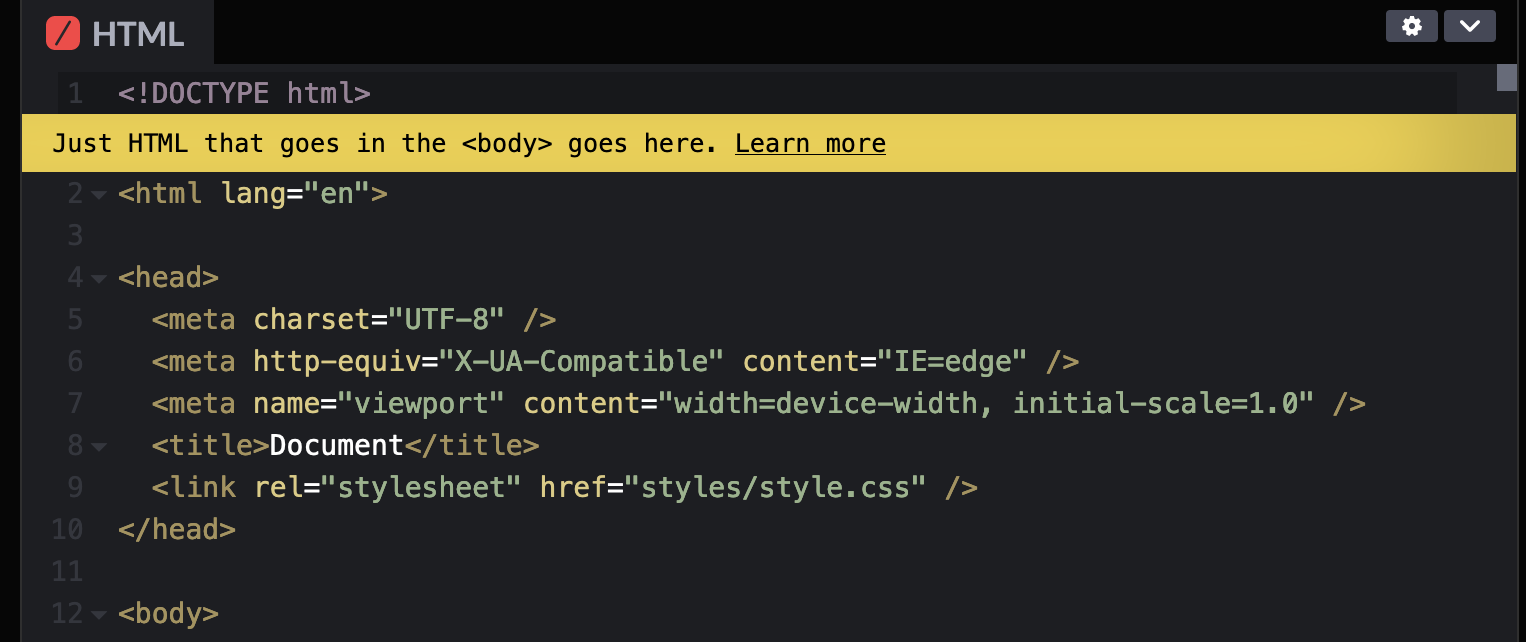 HTML
1 <!DOCTYPE html>
Just HTML that goes in the <body> goes here. Learn more
2 <html lang="en">
3
4 <head>
5   <meta charset="UTF-8" />
6   <meta http-equiv="X-UA-Compatible" content="IE=edge" />
7   <meta name="viewport" content="width=device-width, initial-scale=1.0" />
8   <title>Document</title>
9   <link rel="stylesheet" href="styles/style.css" />
10 </head>
11
12 <body>